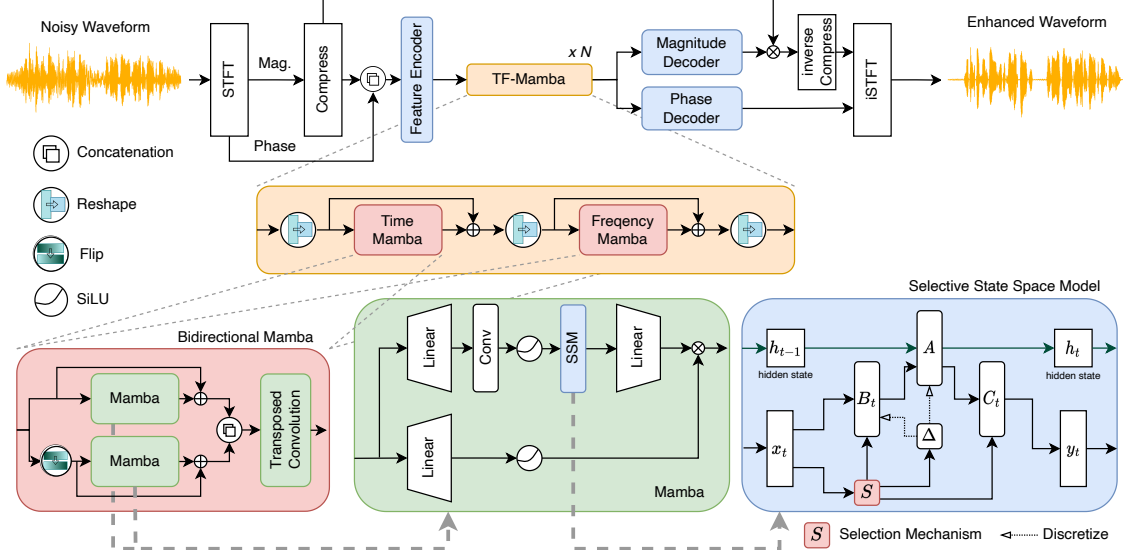 Noisy Waveform
STFT
Mag.
Phase
Compress
Feature Encoder
TF-Mamba
x N
Magnitude
Decoder
Phase
Decoder
inverse
Compress
iSTFT
Enhanced Waveform
Concatenation
Reshape
Flip
SiLU
Time
Mamba
Freqency
Mamba
Bidirectional Mamba
Mamba
Mamba
Transposed
Convolution
Linear
Conv
SSM
Linear
Linear
Mamba
Selective State Space Model
h_{t-1}
hidden state
A
h_t
hidden state
B_t
C_t
x_t
Δ
y_t
S
S Selection Mechanism
Discretize